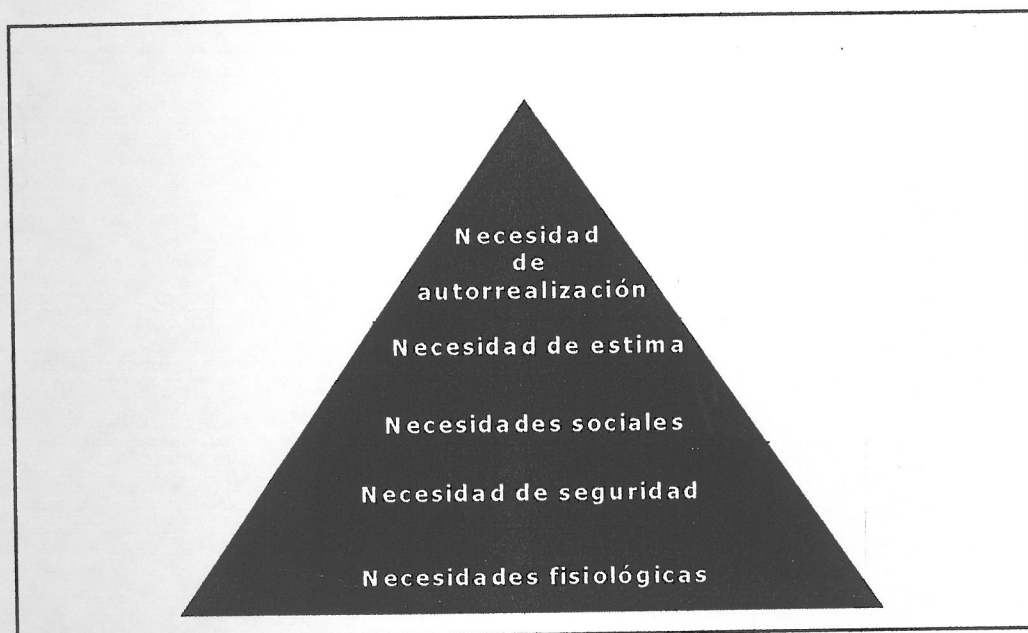 Necesidad
de
autorrealización
Necesidad de estima
Necesidades sociales
Necesidad de seguridad
Necesidades fisiológicas